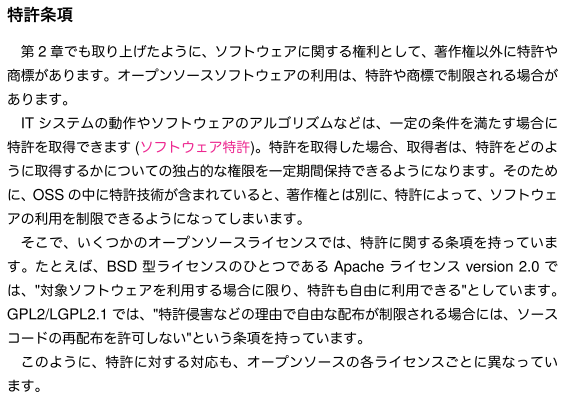 特許条項
第 2 章でも取り上げたように、ソフトウェアに関する権利として、著作権以外に特許や
商標があります。オープンソースソフトウェアの利用は、特許や商標で制限される場合が
あります。
IT システムの動作やソフトウェアのアルゴリズムなどは、一定の条件を満たす場合に
特許を取得できます (ソフトウェア特許)。特許を取得した場合、取得者は、特許をどのよ
うに取得するかについての独占的な権限を一定期間保持できるようになります。そのため
に、OSS の中に特許技術が含まれていると、著作権とは別に、特許によって、ソフトウェ
アの利用を制限できるようになってしまいます。
そこで、いくつかのオープンソースライセンスでは、特許に関する条項を持っていま
す。たとえば、BSD 型ライセンスのひとつである Apache ライセンス version 2.0 で
は、"対象ソフトウェアを利用する場合に限り、特許も自由に利用できる"としています。
GPL2/LGPL2.1 では、"特許侵害などの理由で自由な配布が制限される場合には、ソース
コードの再配布を許可しない"という条項を持っています。
このように、特許に対する対応も、オープンソースの各ライセンスごとに異なってい
ます。